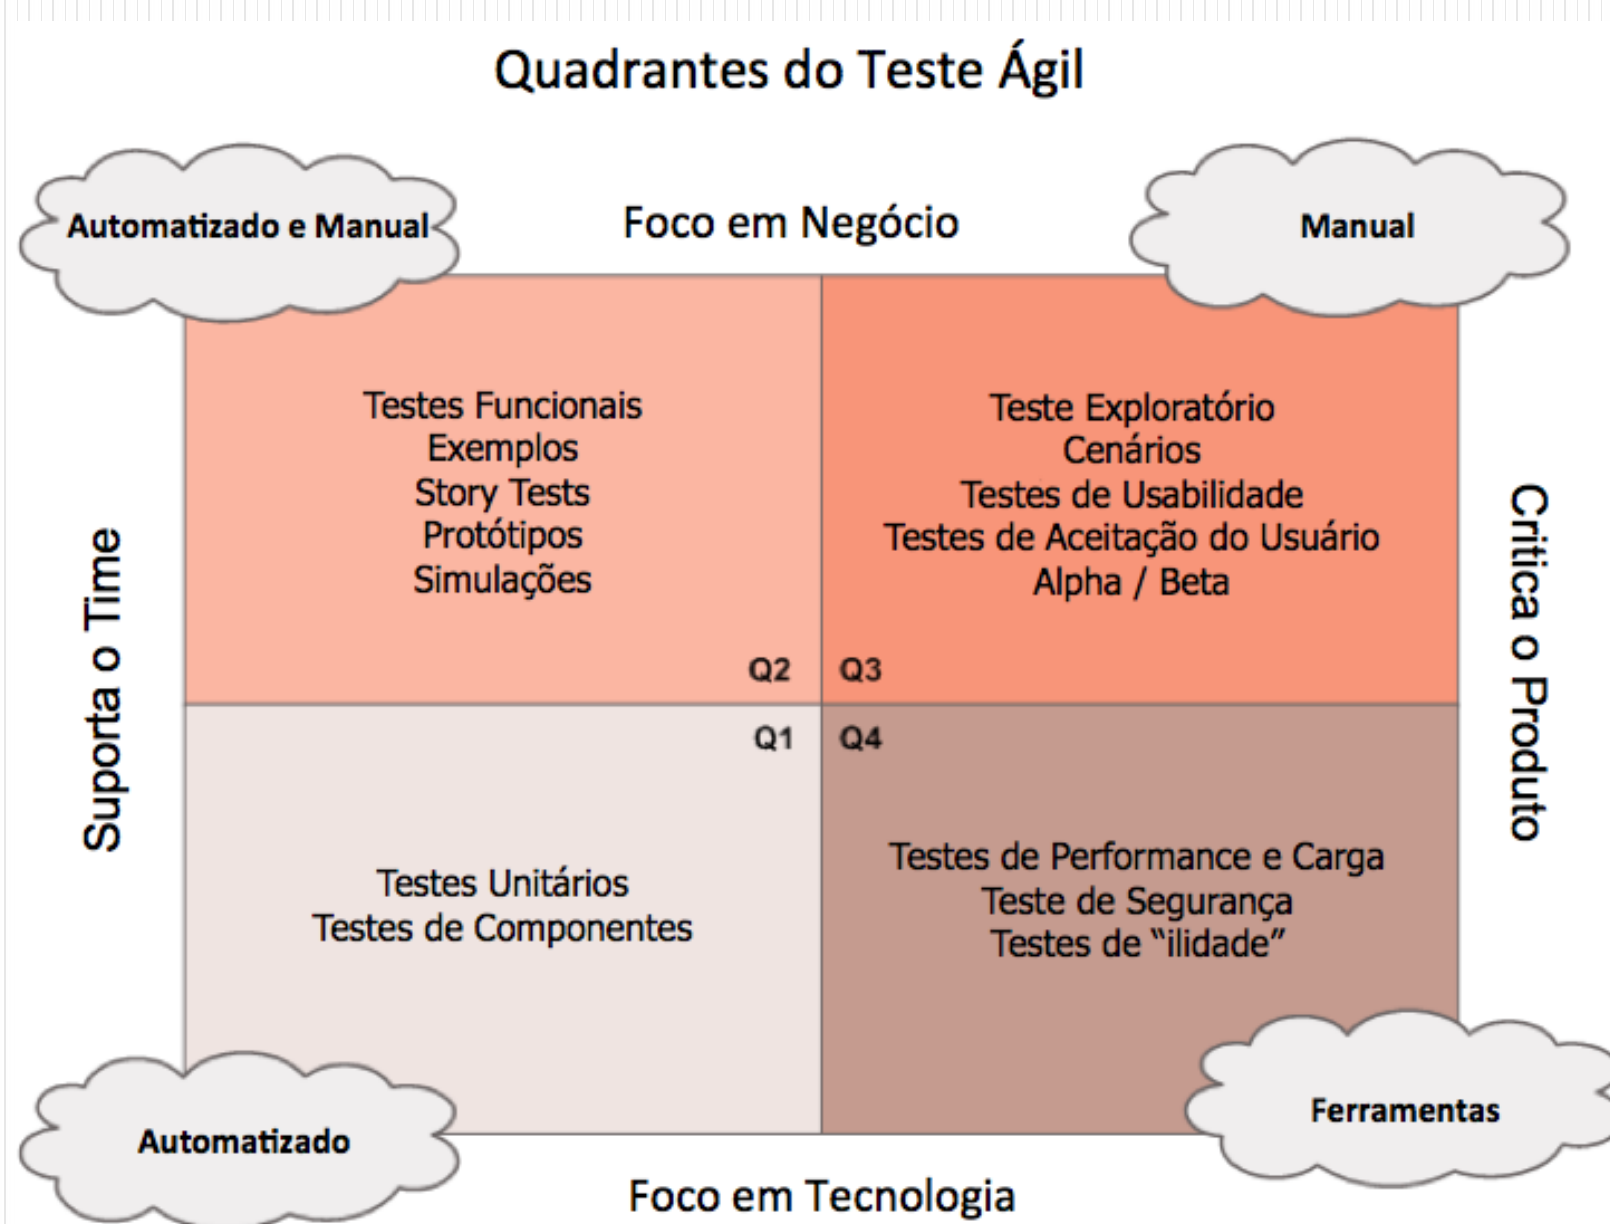 Quadrantes do Teste Ágil
Automatizado e Manual
Foco em Negócio
Manual
Suporta o Time
Testes Funcionais
Exemplos
Story Tests
Protótipos
Simulações
Q2
Teste Exploratório
Cenários
Testes de Usabilidade
Testes de Aceitação do Usuário
Alpha / Beta
Q3
Critica o Produto
Q1
Testes Unitários
Testes de Componentes
Q4
Testes de Performance e Carga
Teste de Segurança
Testes de “ilidade”
Automatizado
Ferramentas
Foco em Tecnologia